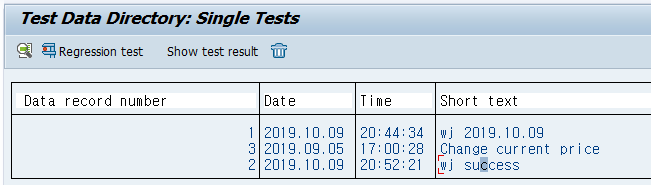 Test Data Directory: Single Tests
Regression test Show test result
Data record number Date Time Short text
1 2019.10.09 20:44:34 wj 2019.10.09
3 2019.09.05 17:00:28 Change current price
2 2019.10.09 20:52:21 wj success